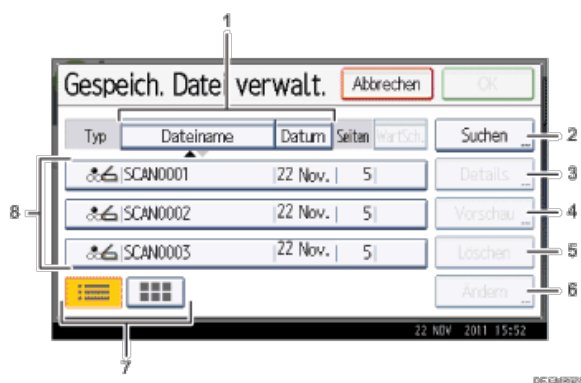 1
Gespeich. Datei verwalt. Abbrechen OK
Typ Dateiname Datum Seiten WartSch. Suchen 2
SCAN0001 22 Nov. 5 Details 3
SCAN0002 22 Nov. 5 Vorschau 4
8
SCAN0003 22 Nov. 5 Löschen 5
Ändern 6
22 NOV 2011 15:52
7